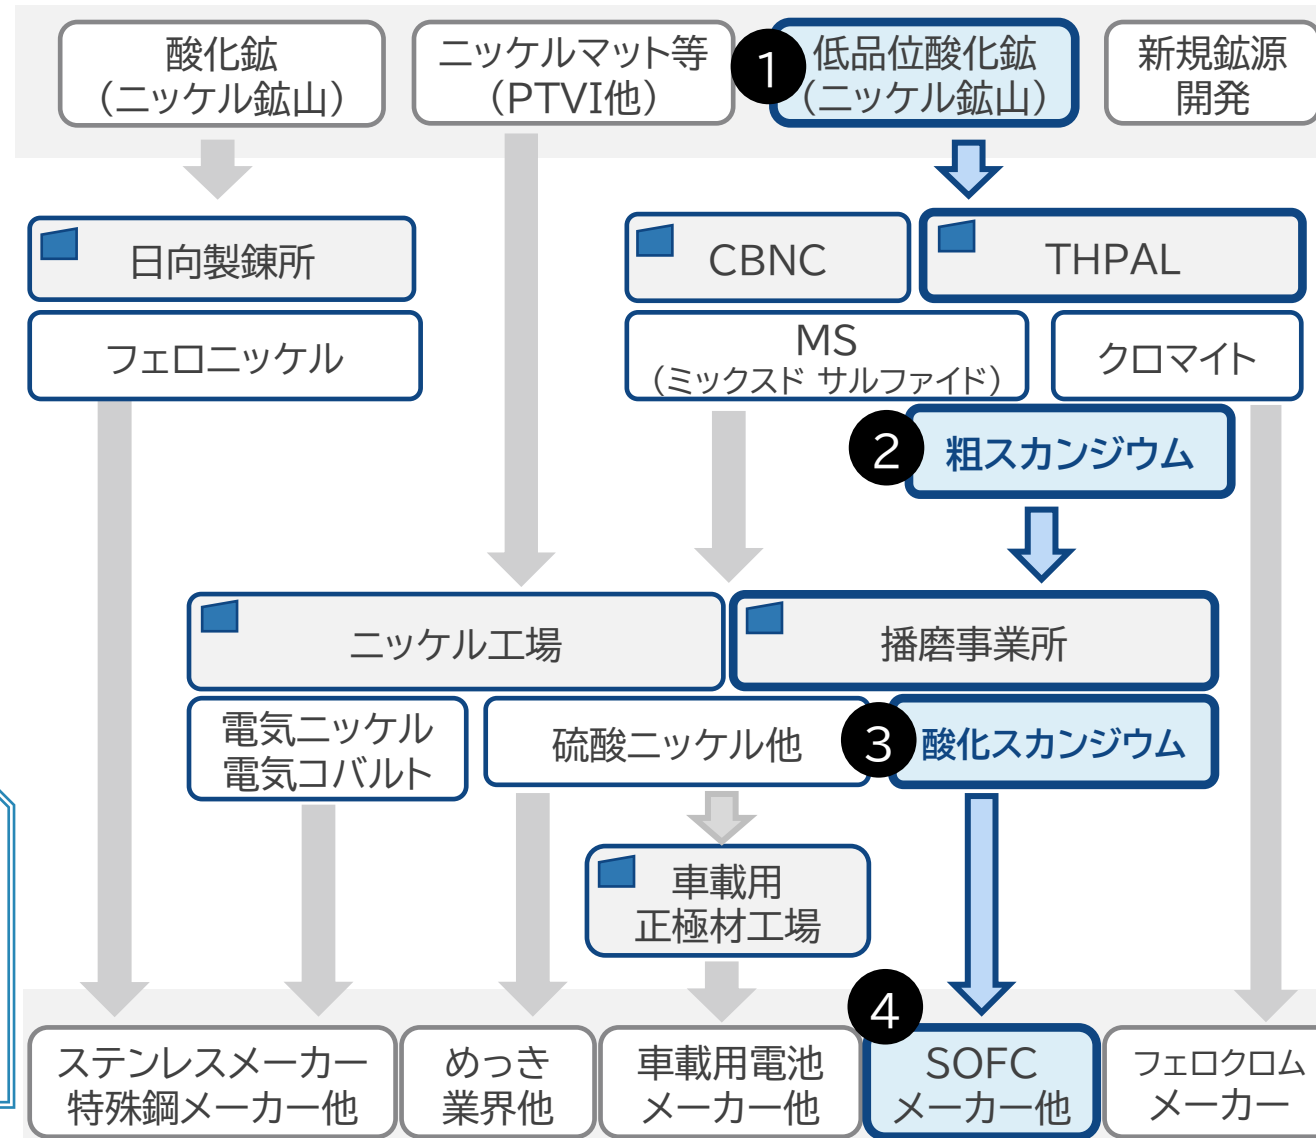 酸化鉱
（ニッケル鉱山）
ニッケルマット等
（PTVI他）
1
低品位酸化鉱
（ニッケル鉱山）
新規鉱源
開発
日向製錬所
CBNC
THPAL
フェロニッケル
MS
（ミックスド サルファイド）
クロマイト
2
粗スカンジウム
ニッケル工場
播磨事業所
電気ニッケル
電気コバルト
硫酸ニッケル他
3
酸化スカンジウム
車載用
正極材工場
ステンレスメーカー
特殊鋼メーカー他
めっき
業界他
車載用電池
メーカー他
4
SOFC
メーカー他
フェロクロム
メーカー